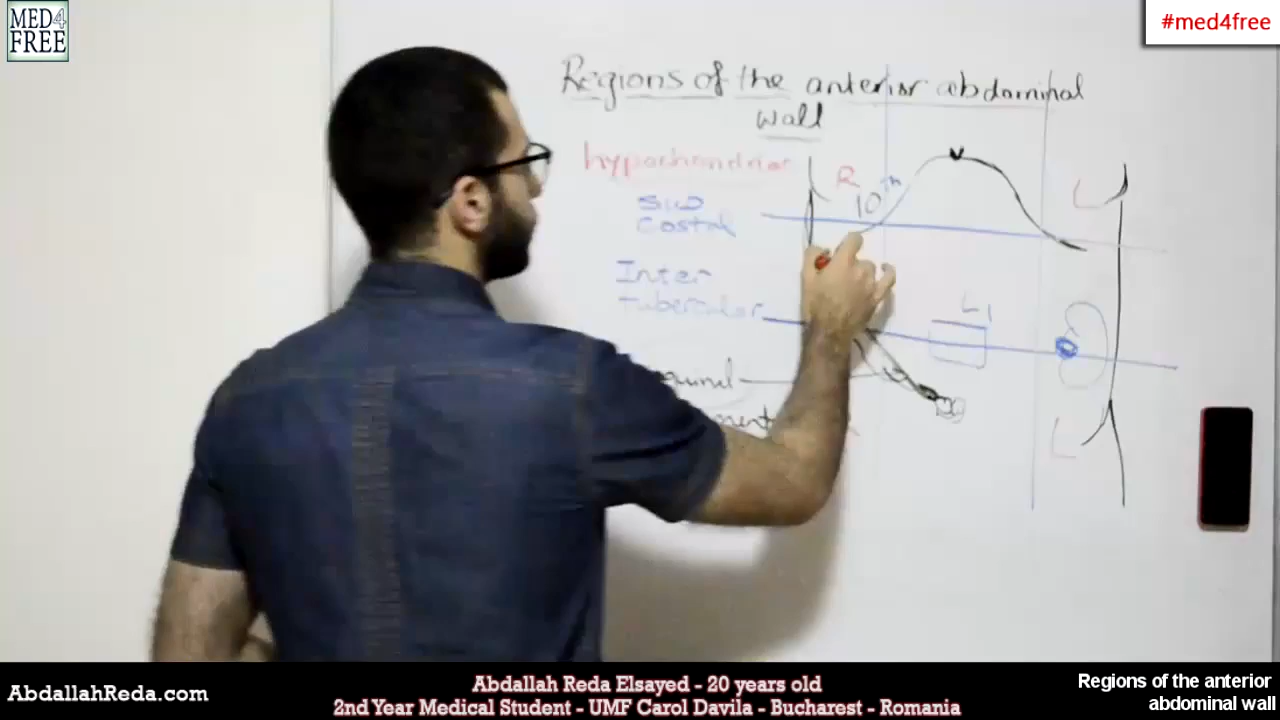 MED4
FREE
#med4free
Regions of the anterior abdominal
wall
hypochondriac
R
10th
L
Sub
Costal
Inter
tubercular
L1
L
AbdallahReda.com
Abdallah Reda Elsayed - 20 years old
2nd Year Medical Student - UMF Carol Davila - Bucharest - Romania
Regions of the anterior
abdominal wall